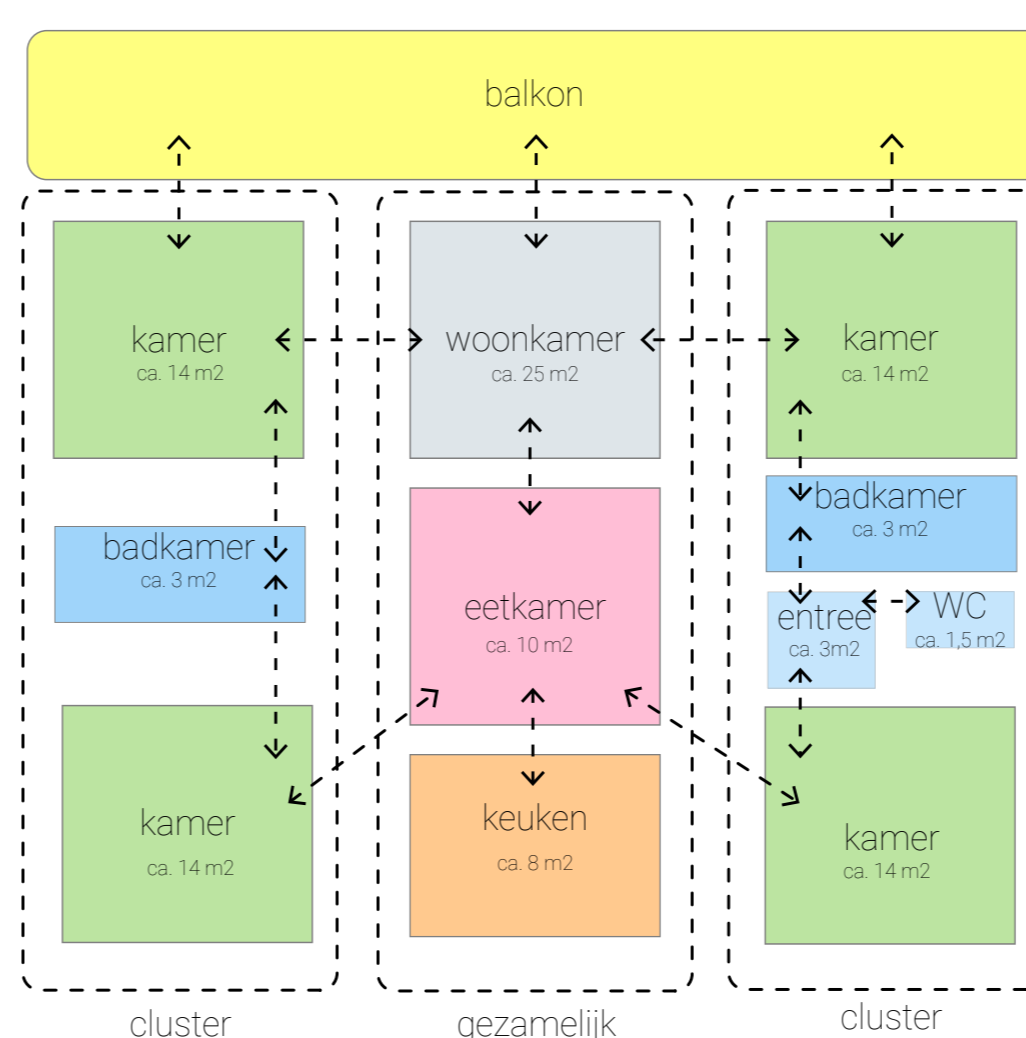 balkon
kamer
ca. 14 m2
woonkamer
ca. 25 m2
kamer
ca. 14 m2
badkamer
ca. 3 m2
badkamer
ca. 3 m2
eetkamer
ca. 10 m2
entree
ca. 3m2
WC
ca. 1,5 m2
kamer
ca. 14 m2
keuken
ca. 8 m2
kamer
ca. 14 m2
cluster
gezamelijk
cluster